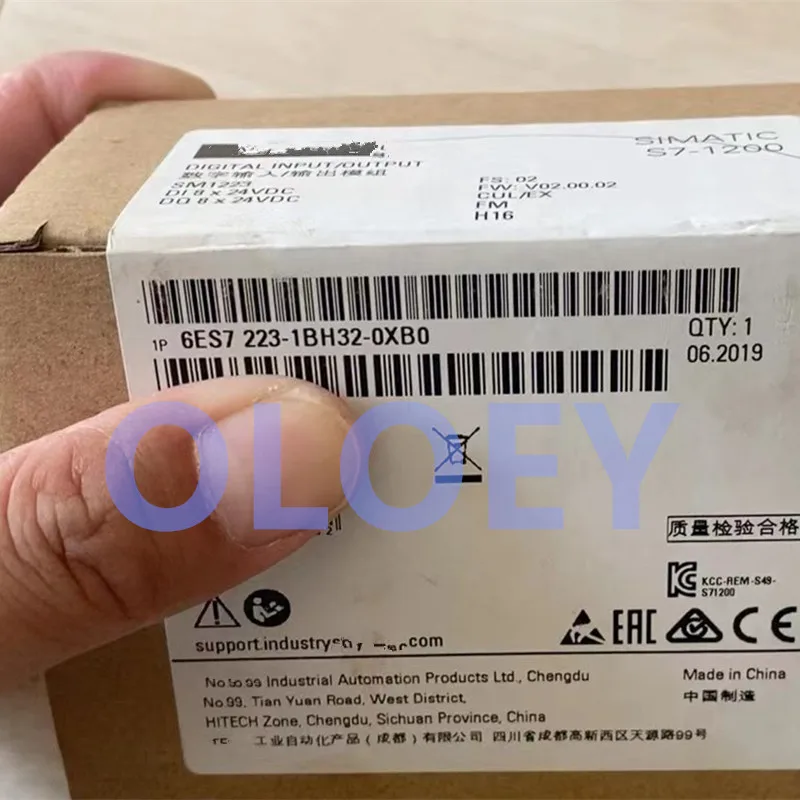 SIMATIC
S7-1200
DIGITAL INPUT/OUTPUT
数字输入/输出模组
SM1223
DI 8 x 24VDC
DQ 8 x 24VDC
FS: 02
FW: V02.00.02
CUL/EX
FM
H16
1P 6ES7 223-1BH32-0XB0
QTY: 1
06.2019
OLOEY
质量检验合格
KCC-REM-S49-
S71200
EAC
CE
support.industry com
Industrial Automation Products Ltd., Chengdu
No.99, Tian Yuan Road, West District,
HITECH Zone, Chengdu, Sichuan Province, China
工业自动化产品(成都)有限公司 四川省成都高新西区天源路99号
Made in China
中国制造